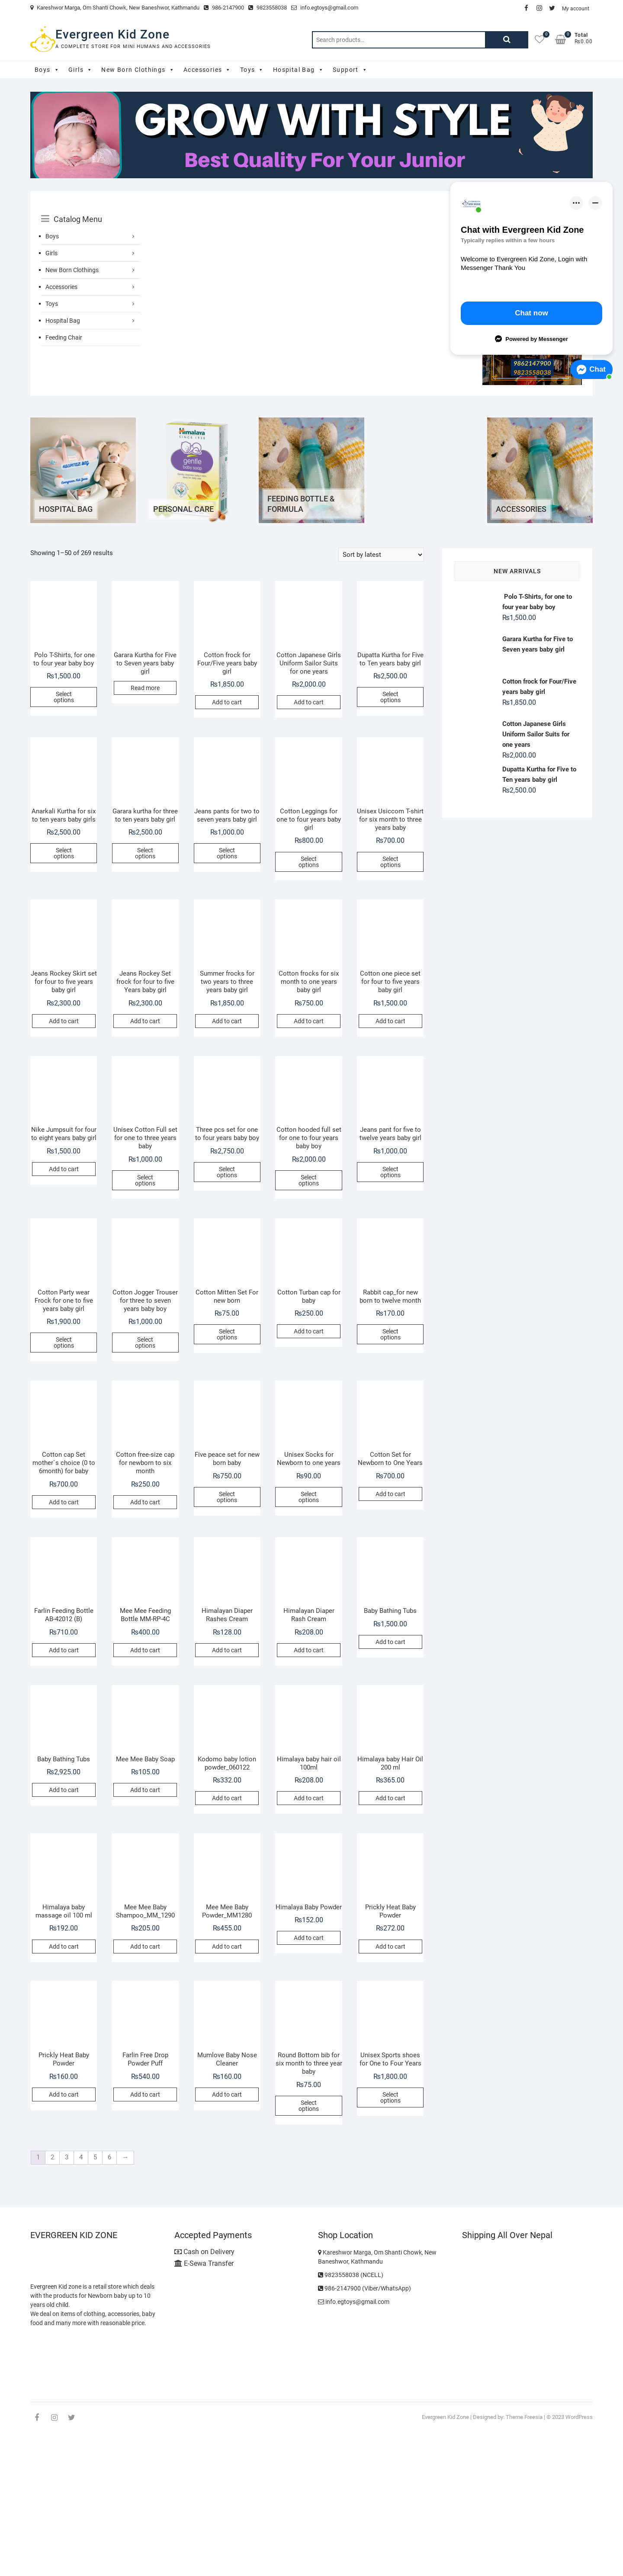 Kareshwor Marga, Om Shanti Chowk, New Baneshwor, Kathmandu 986-2147900 9823558038 info.egtoys@gmail.com
My account
Evergreen Kid Zone
A COMPLETE STORE FOR MINI HUMANS AND ACCESSORIES
Search products...
0
0
Total
₨0.00
Boys Girls New Born Clothings Accessories Toys Hospital Bag Support
GROW WITH STYLE
Best Quality For Your Junior
Catalog Menu
Boys
Girls
New Born Clothings
Accessories
Toys
Hospital Bag
Feeding Chair
Chat with Evergreen Kid Zone
Typically replies within a few hours
Welcome to Evergreen Kid Zone, Login with
Messenger Thank You
Chat now
Powered by Messenger
9862147900
9823558038
Chat
HOSPITAL BAG
Himalaya
gentle
PERSONAL CARE
FEEDING BOTTLE &
FORMULA
ACCESSORIES
Showing 1–50 of 269 results
Sort by latest
NEW ARRIVALS
Polo T-Shirts, for one to
four year baby boy
₨1,500.00
Garara Kurtha for Five to
Seven years baby girl
Cotton frock for Four/Five
years baby girl
₨1,850.00
Cotton Japanese Girls
Uniform Sailor Suits for
one years
₨2,000.00
Dupatta Kurtha for Five to
Ten years baby girl
₨2,500.00
Polo T-Shirts, for one
to four year baby boy
₨1,500.00
Select
options
Garara Kurtha for Five
to Seven years baby
girl
Read more
Cotton frock for
Four/Five years baby
girl
₨1,850.00
Add to cart
Cotton Japanese Girls
Uniform Sailor Suits
for one years
₨2,000.00
Add to cart
Dupatta Kurtha for Five
to Ten years baby girl
₨2,500.00
Select
options
Anarkali Kurtha for six
to ten years baby girls
₨2,500.00
Select
options
Garara kurtha for three
to ten years baby girl
₨2,500.00
Select
options
Jeans pants for two to
seven years baby girl
₨1,000.00
Select
options
Cotton Leggings for
one to four years baby
girl
₨800.00
Select
options
Unisex Usiccom T-shirt
for six month to three
years baby
₨700.00
Select
options
Jeans Rockey Skirt set
for four to five years
baby girl
₨2,300.00
Add to cart
Jeans Rockey Set
frock for four to five
Years baby girl
₨2,300.00
Add to cart
Summer frocks for
two years to three
years baby girl
₨1,850.00
Add to cart
Cotton frocks for six
month to one years
baby girl
₨750.00
Add to cart
Cotton one piece set
for four to five years
baby girl
₨1,500.00
Add to cart
Nike Jumpsuit for four
to eight years baby girl
₨1,500.00
Add to cart
Unisex Cotton Full set
for one to three years
baby
₨1,000.00
Select
options
Three pcs set for one
to four years baby boy
₨2,750.00
Select
options
Cotton hooded full set
for one to four years
baby boy
₨2,000.00
Select
options
Jeans pant for five to
twelve years baby girl
₨1,000.00
Select
options
Cotton Party wear
Frock for one to five
years baby girl
₨1,900.00
Select
options
Cotton Jogger Trouser
for three to seven
years baby boy
₨1,000.00
Select
options
Cotton Mitten Set For
new born
₨75.00
Select
options
Cotton Turban cap for
baby
₨250.00
Add to cart
Rabbit cap_for new
born to twelve month
₨170.00
Select
options
Cotton cap Set
mother`s choice (0 to
6month) for baby
₨700.00
Add to cart
Cotton free-size cap
for newborn to six
month
₨250.00
Add to cart
Five peace set for new
born baby
₨750.00
Select
options
Unisex Socks for
Newborn to one years
₨90.00
Select
options
Cotton Set for
Newborn to One Years
₨700.00
Add to cart
Farlin Feeding Bottle
AB-42012 (B)
₨710.00
Add to cart
Mee Mee Feeding
Bottle MM-RP-4C
₨400.00
Add to cart
Himalayan Diaper
Rashes Cream
₨128.00
Add to cart
Himalayan Diaper
Rash Cream
₨208.00
Add to cart
Baby Bathing Tubs
₨1,500.00
Add to cart
Baby Bathing Tubs
₨2,925.00
Add to cart
Mee Mee Baby Soap
₨105.00
Add to cart
Kodomo baby lotion
powder_060122
₨332.00
Add to cart
Himalaya baby hair oil
100ml
₨208.00
Add to cart
Himalaya baby Hair Oil
200 ml
₨365.00
Add to cart
Himalaya baby
massage oil 100 ml
₨192.00
Add to cart
Mee Mee Baby
Shampoo_MM_1290
₨205.00
Add to cart
Mee Mee Baby
Powder_MM1280
₨455.00
Add to cart
Himalaya Baby Powder
₨152.00
Add to cart
Prickly Heat Baby
Powder
₨272.00
Add to cart
Prickly Heat Baby
Powder
₨160.00
Add to cart
Farlin Free Drop
Powder Puff
₨540.00
Add to cart
Mumlove Baby Nose
Cleaner
₨160.00
Add to cart
Round Bottom bib for
six month to three year
baby
₨75.00
Select
options
Unisex Sports shoes
for One to Four Years
₨1,800.00
Select
options
1 2 3 4 5 6 →
EVERGREEN KID ZONE
Evergreen Kid zone is a retail store which deals
with the products for Newborn baby up to 10
years old child.
We deal on items of clothing, accessories, baby
food and many more with reasonable price.
Accepted Payments
Cash on Delivery
E-Sewa Transfer
Shop Location
Kareshwor Marga, Om Shanti Chowk, New
Baneshwor, Kathmandu
9823558038 (NCELL)
986-2147900 (Viber/WhatsApp)
info.egtoys@gmail.com
Shipping All Over Nepal
Evergreen Kid Zone | Designed by: Theme Freesia | © 2023 WordPress